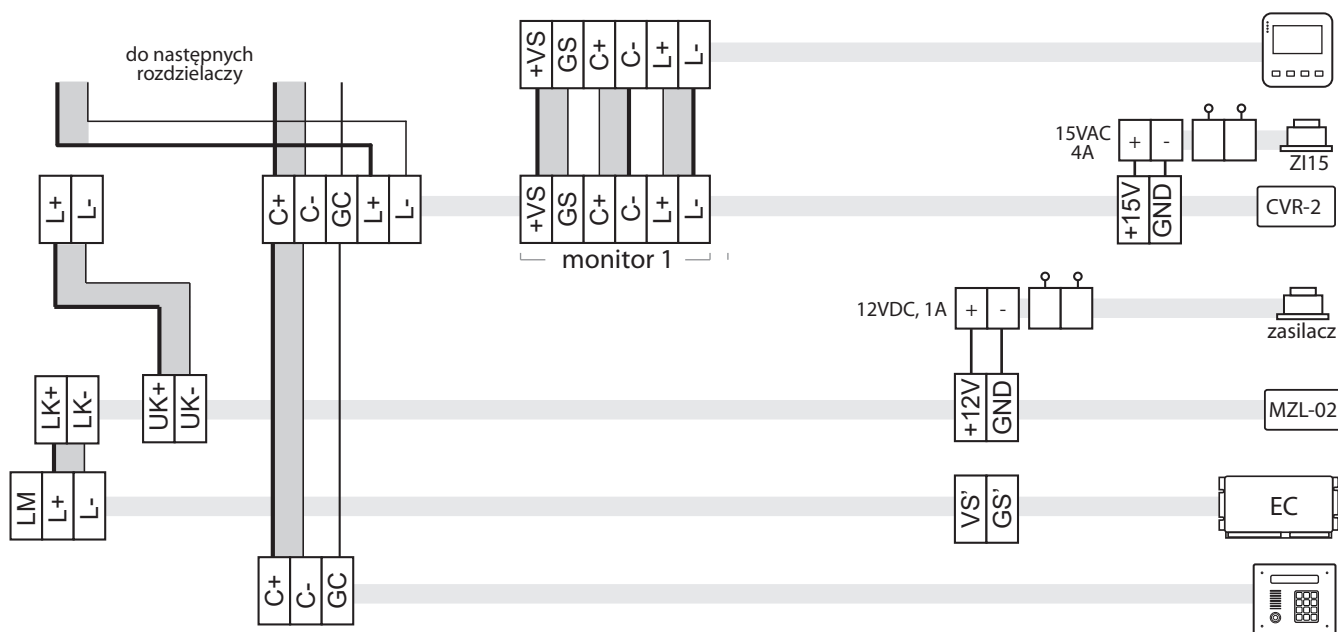 do następnych
rozdzielaczy
+VS GS C+ C- L+ L-
15VAC
4A
+ -
ZI15
L+ L-
C+ C- GC L+ L-
+VS GS C+ C- L+ L-
+15V GND
CVR-2
monitor 1
12VDC, 1A
+ -
zasilacz
LK+ LK-
UK+ UK-
+12V GND
MZL-02
LM L+ L-
VS' GS'
EC
C+ C- GC